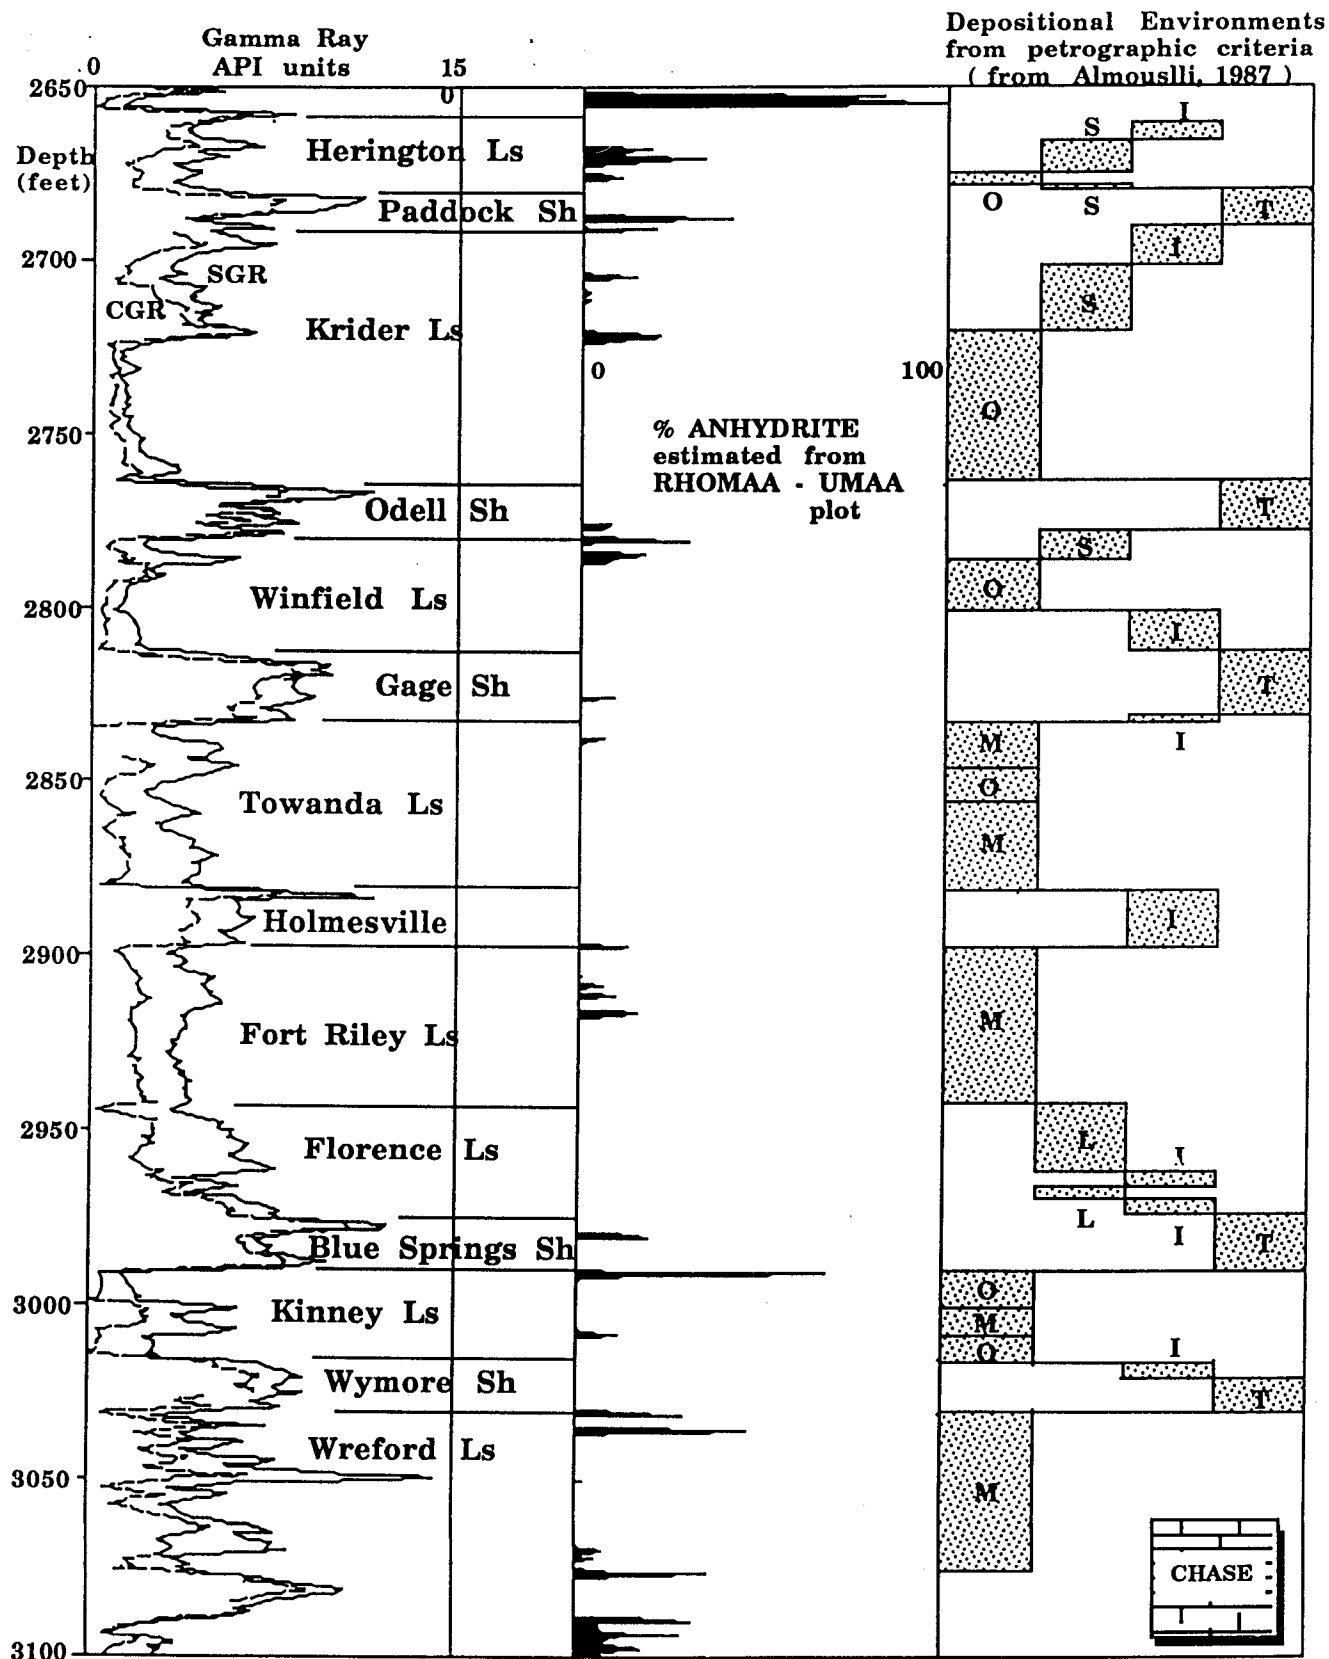 Depositional Environments
from petrographic criteria
( from Almouslli, 1987 )
Gamma Ray
API units
0
15
0
2650
I
S
Herington Ls
Depth
(feet)
O
S
T
Paddock Sh
I
2700
SGR
CGR
S
Krider Ls
0
100
O
% ANHYDRITE
estimated from
RHOMAA - UMAA
plot
2750
T
Odell Sh
S
O
Winfield Ls
2800
I
Gage Sh
T
M
I
2850
O
Towanda Ls
M
Holmesville
I
2900
M
Fort Riley Ls
2950
L
Florence Ls
I
L
I
T
Blue Springs Sh
O
3000
Kinney Ls
M
O
I
Wymore Sh
T
Wreford Ls
3050
M
CHASE
3100